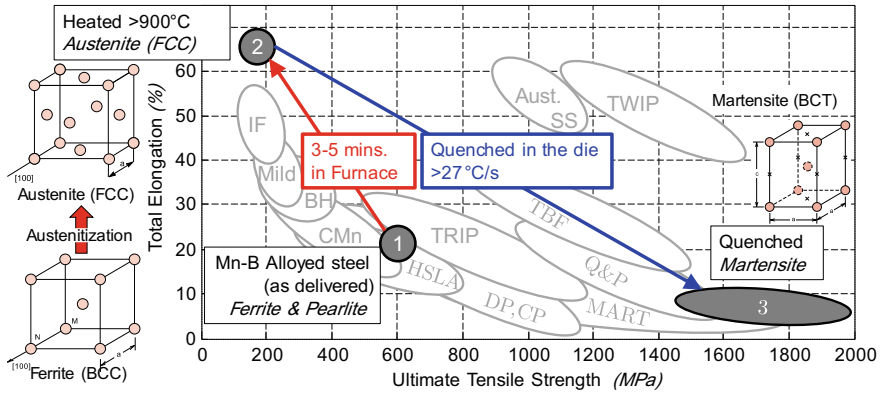 Heated >900°C
Austenite (FCC)
[100]
a
Austenite (FCC)
Austenitization
N
M
[100]
a
Ferrite (BCC)
Total Elongation (%)
60
50
40
30
20
10
0
0
200
400
600
800
1000
1200
1400
1600
1800
2000
Ultimate Tensile Strength (MPa)
2
IF
Mild
BH
CMn
1
HSLA
TRIP
DP,CP
TBF
Q&P
MART
Aust.
SS
TWIP
3
3-5 mins.
in Furnace
Quenched in the die
>27°C/s
Mn-B Alloyed steel
(as delivered)
Ferrite & Pearlite
Martensite (BCT)
c
a
a
Quenched
Martensite